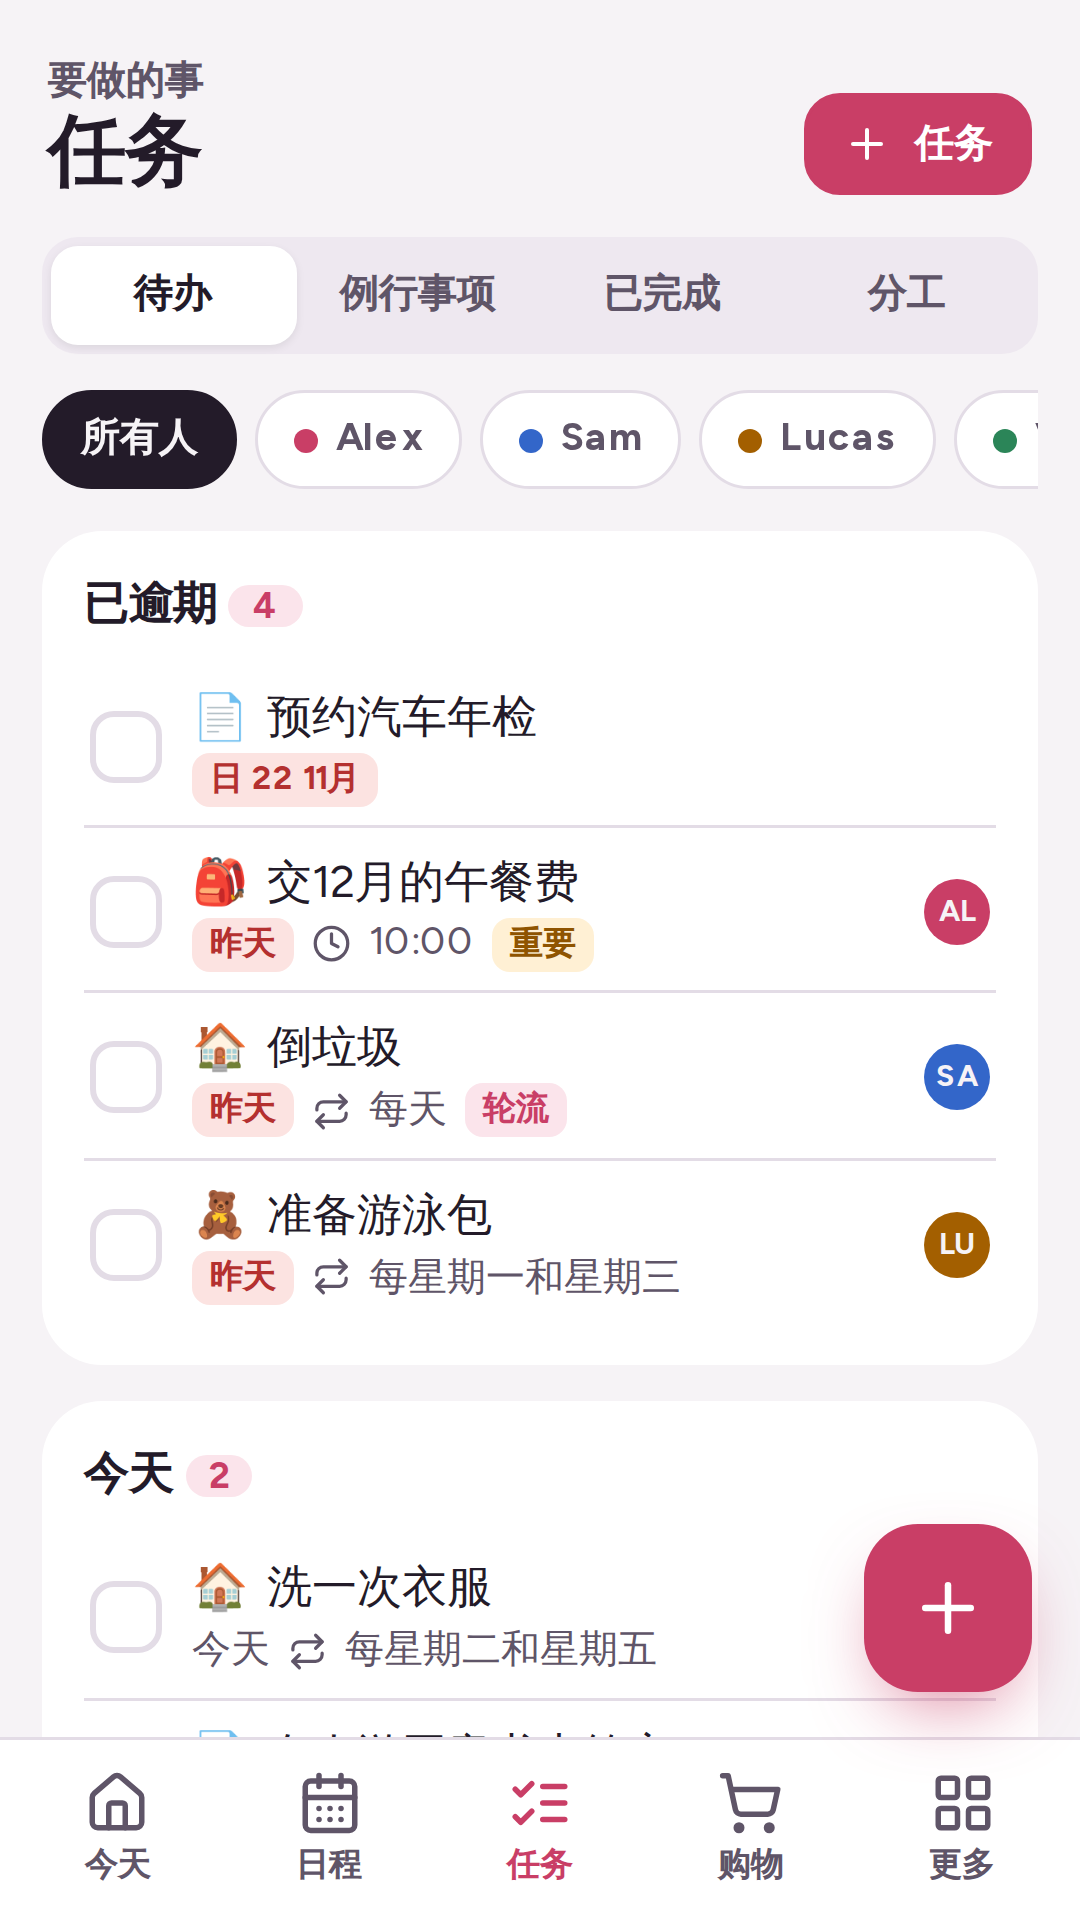 要做的事
任务
任务
待办 例行事项 已完成 分工
所有人 Alex Sam Lucas
已逾期 4
预约汽车年检
日 22 11月
交12月的午餐费
昨天 10:00 重要
AL
倒垃圾
昨天 每天 轮流
SA
准备游泳包
昨天 每星期一和星期三
LU
今天 2
洗一次衣服
今天 每星期二和星期五
今天 日程 任务 购物 更多